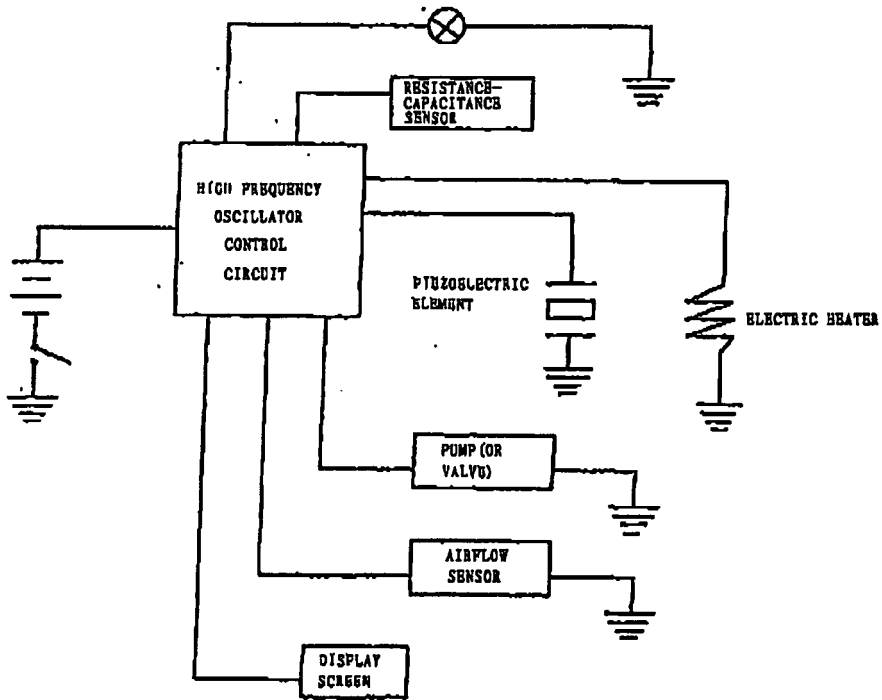 RESISTANCE-
CAPACITANCE
SENSOR
HIGH FREQUENCY
OSCILLATOR
CONTROL
CIRCUIT
PIEZOELECTRIC
ELEMENT
ELECTRIC HEATER
PUMP (OR
VALVE)
AIRFLOW
SENSOR
DISPLAY
SCREEN